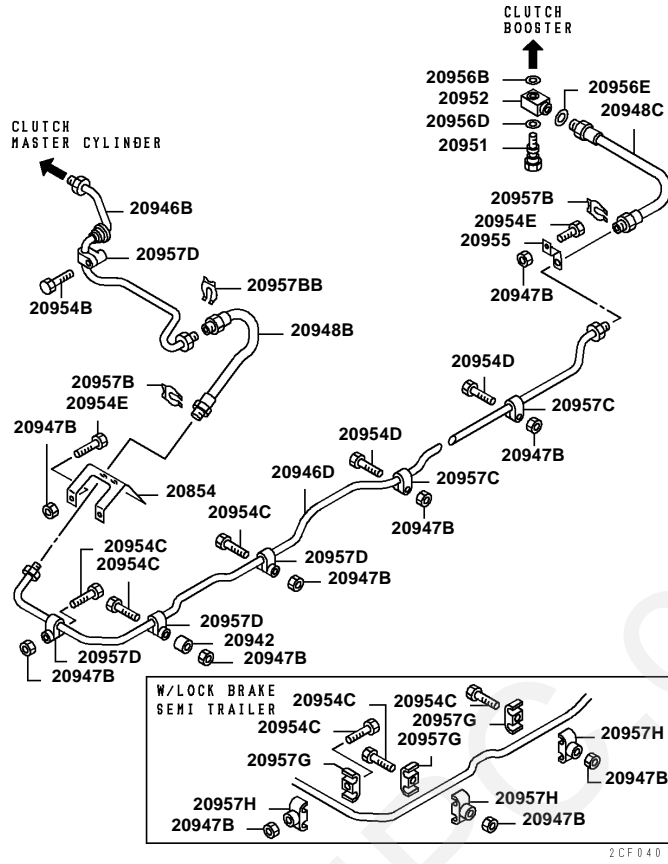 CLUTCH
BOOSTER
20956B
20952
20956D
20951
20956E
20948C
CLUTCH
MASTER CYLINDER
20946B
20957D
20954B
20957BB
20948B
20957B
20954E
20955
20947B
20957B
20954E
20947B
20854
20954D
20957C
20947B
20954D
20957C
20947B
20946D
20954C
20957D
20947B
20954C
20954C
20957D
20942
20947B
20957D
20947B
W/LOCK BRAKE
SEMI TRAILER
20954C
20954C
20954C
20957G
20957G
20957G
20957H
20947B
20957H
20947B
20957H
20947B
2CF040